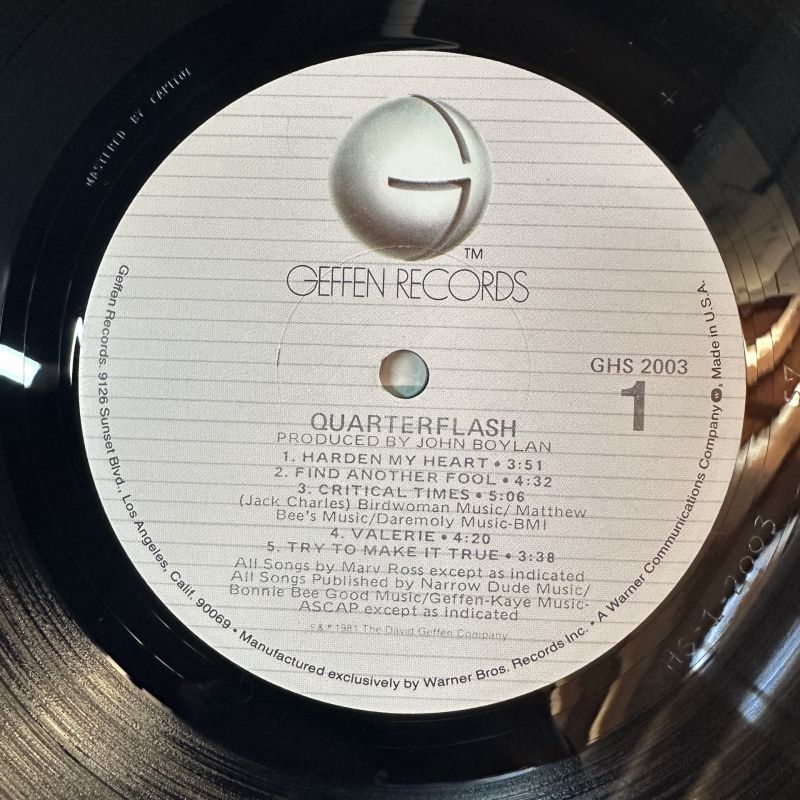 MASTERED BY CAPITOL
TM
GEFFEN RECORDS
GHS 2003
1
QUARTERFLASH
PRODUCED BY JOHN BOYLAN
1. HARDEN MY HEART • 3:51
2. FIND ANOTHER FOOL • 4:32
3. CRITICAL TIMES • 5:06
(Jack Charles) Birdwoman Music/ Matthew
Bee's Music/Daremoly Music-BMI
4. VALERIE • 4:20
5. TRY TO MAKE IT TRUE • 3:38
All Songs by Marv Ross except as indicated
All Songs Published by Narrow Dude Music/
Bonnie Bee Good Music/Geffen-Kaye Music-
ASCAP except as indicated
1981 The David Geffen Company
Geffen Records, 9126 Sunset Blvd., Los Angeles, Calif. 90069 • Manufactured exclusively by Warner Bros. Records Inc. • A Warner Communications Company, Made in U.S.A.
1-2003